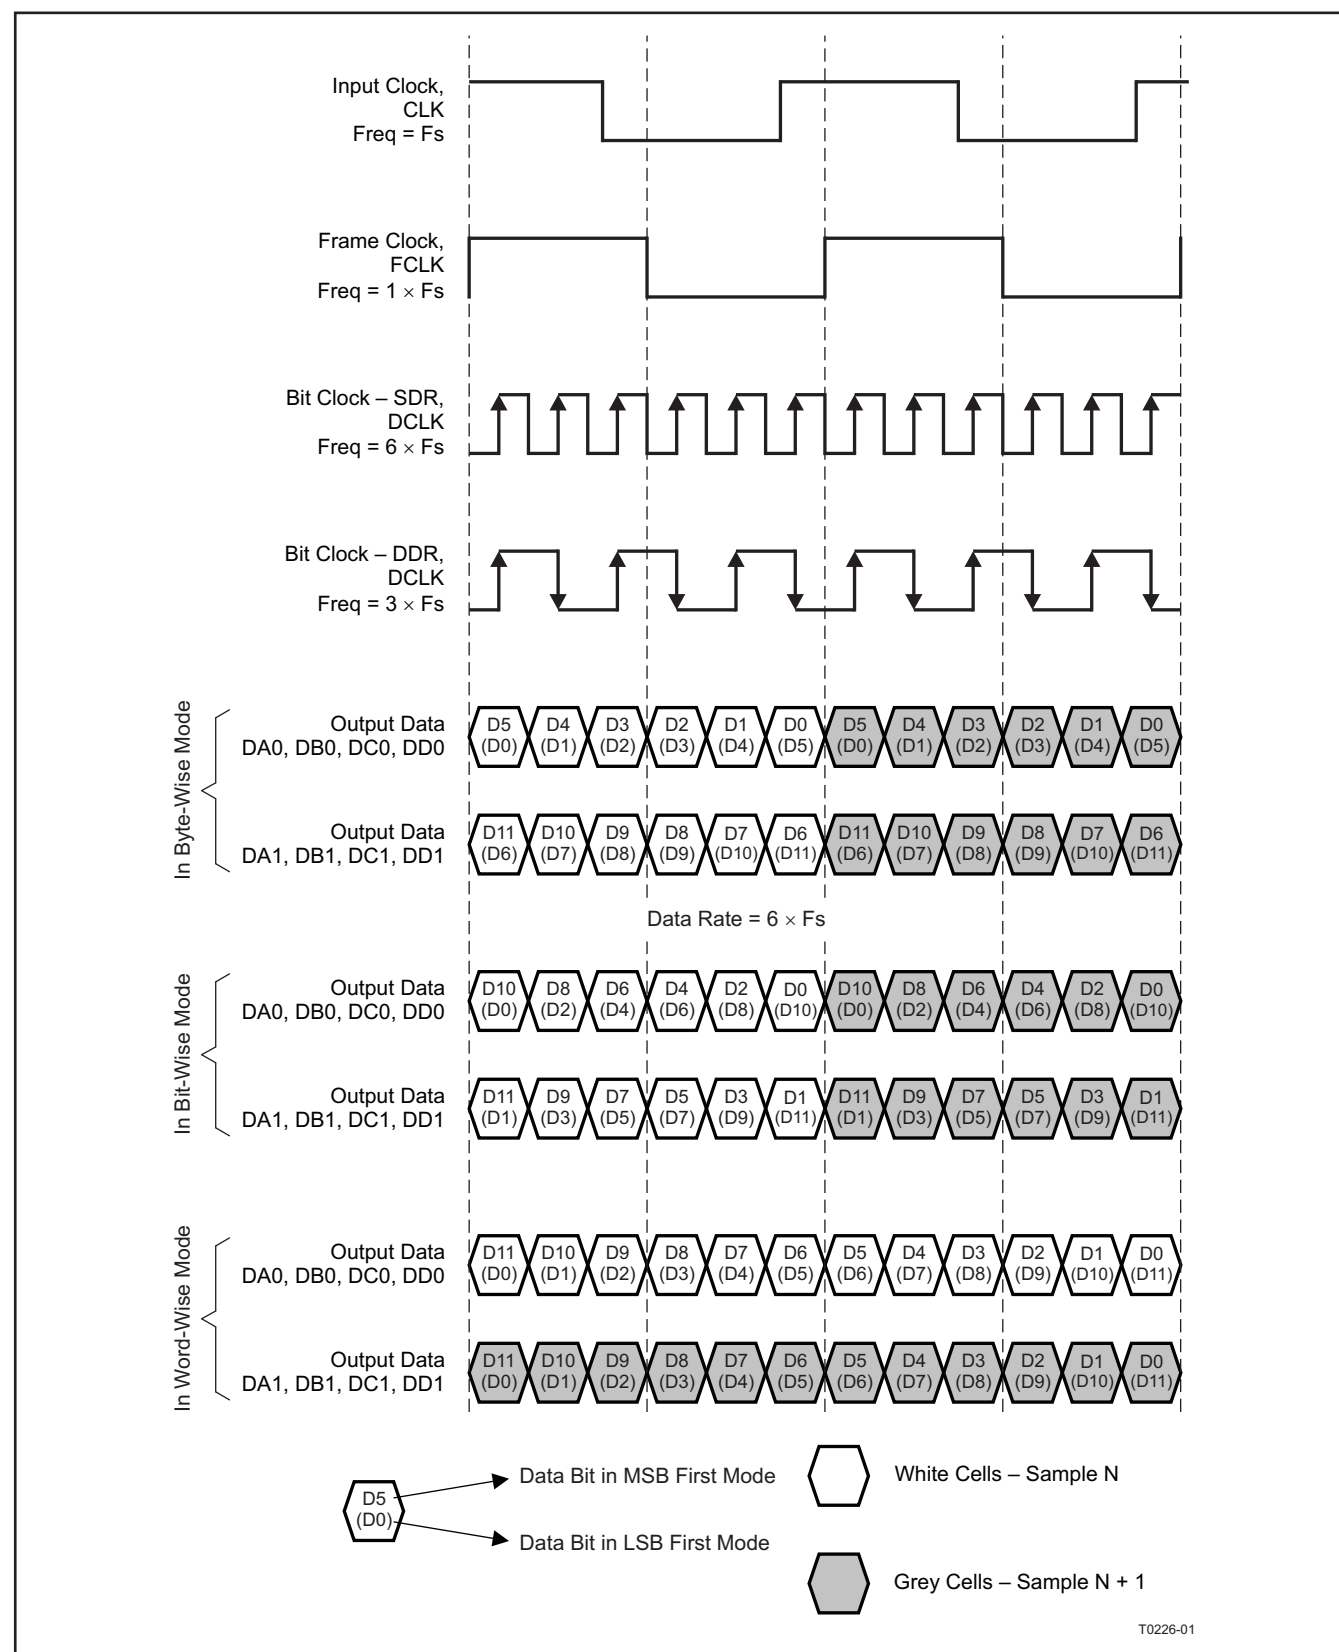 Input Clock,
CLK
Freq = Fs
Frame Clock,
FCLK
Freq = 1 × Fs
Bit Clock – SDR,
DCLK
Freq = 6 × Fs
Bit Clock – DDR,
DCLK
Freq = 3 × Fs
In Byte-Wise Mode
Output Data
DA0, DB0, DC0, DD0
D5 D4 D3 D2 D1 D0 D5 D4 D3 D2 D1 D0
(D0) (D1) (D2) (D3) (D4) (D5) (D0) (D1) (D2) (D3) (D4) (D5)
Output Data
DA1, DB1, DC1, DD1
D11 D10 D9 D8 D7 D6 D11 D10 D9 D8 D7 D6
(D6) (D7) (D8) (D9) (D10) (D11) (D6) (D7) (D8) (D9) (D10) (D11)
Data Rate = 6 × Fs
In Bit-Wise Mode
Output Data
DA0, DB0, DC0, DD0
D10 D8 D6 D4 D2 D0 D10 D8 D6 D4 D2 D0
(D0) (D2) (D4) (D6) (D8) (D10) (D0) (D2) (D4) (D6) (D8) (D10)
Output Data
DA1, DB1, DC1, DD1
D11 D9 D7 D5 D3 D1 D11 D9 D7 D5 D3 D1
(D1) (D3) (D5) (D7) (D9) (D11) (D1) (D3) (D5) (D7) (D9) (D11)
In Word-Wise Mode
Output Data
DA0, DB0, DC0, DD0
D11 D10 D9 D8 D7 D6 D5 D4 D3 D2 D1 D0
(D0) (D1) (D2) (D3) (D4) (D5) (D6) (D7) (D8) (D9) (D10) (D11)
Output Data
DA1, DB1, DC1, DD1
D11 D10 D9 D8 D7 D6 D5 D4 D3 D2 D1 D0
(D0) (D1) (D2) (D3) (D4) (D5) (D6) (D7) (D8) (D9) (D10) (D11)
D5
(D0)
Data Bit in MSB First Mode
Data Bit in LSB First Mode
White Cells – Sample N
Grey Cells – Sample N + 1
T0226-01